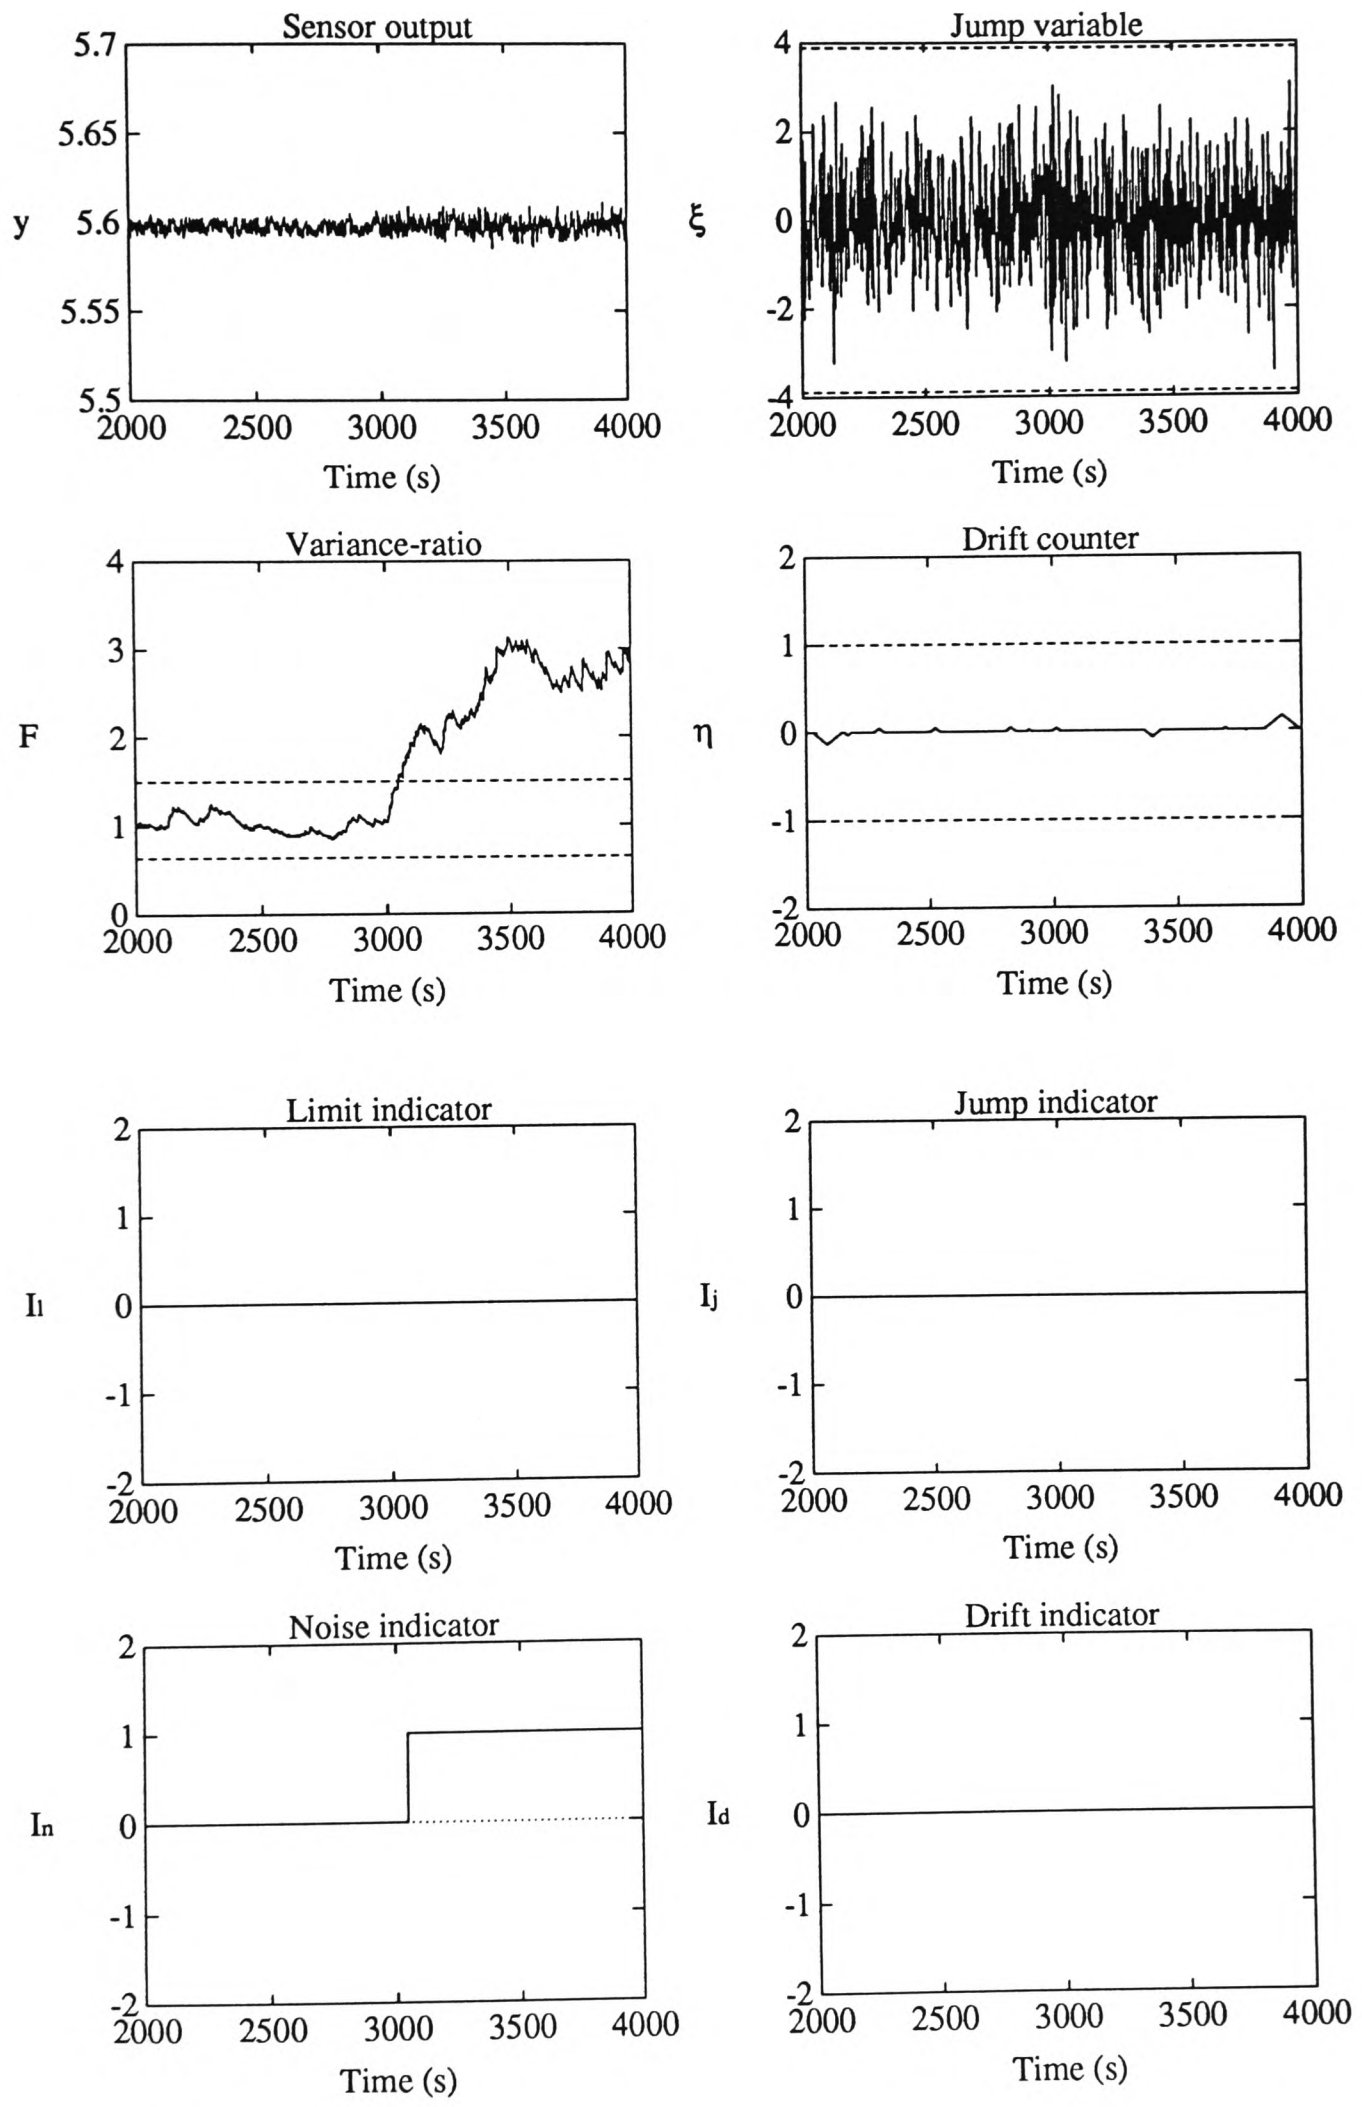 Sensor output
5.7
5.65
y 5.6
5.55
5.5
2000 2500 3000 3500 4000
Time (s)
Jump variable
4
2
ξ 0
-2
-4
2000 2500 3000 3500 4000
Time (s)
Variance-ratio
4
3
F 2
1
0
2000 2500 3000 3500 4000
Time (s)
Drift counter
2
1
η 0
-1
-2
2000 2500 3000 3500 4000
Time (s)
Limit indicator
2
1
Il 0
-1
-2
2000 2500 3000 3500 4000
Time (s)
Jump indicator
2
1
Ij 0
-1
-2
2000 2500 3000 3500 4000
Time (s)
Noise indicator
2
1
In 0
-1
-2
2000 2500 3000 3500 4000
Time (s)
Drift indicator
2
1
Id 0
-1
-2
2000 2500 3000 3500 4000
Time (s)